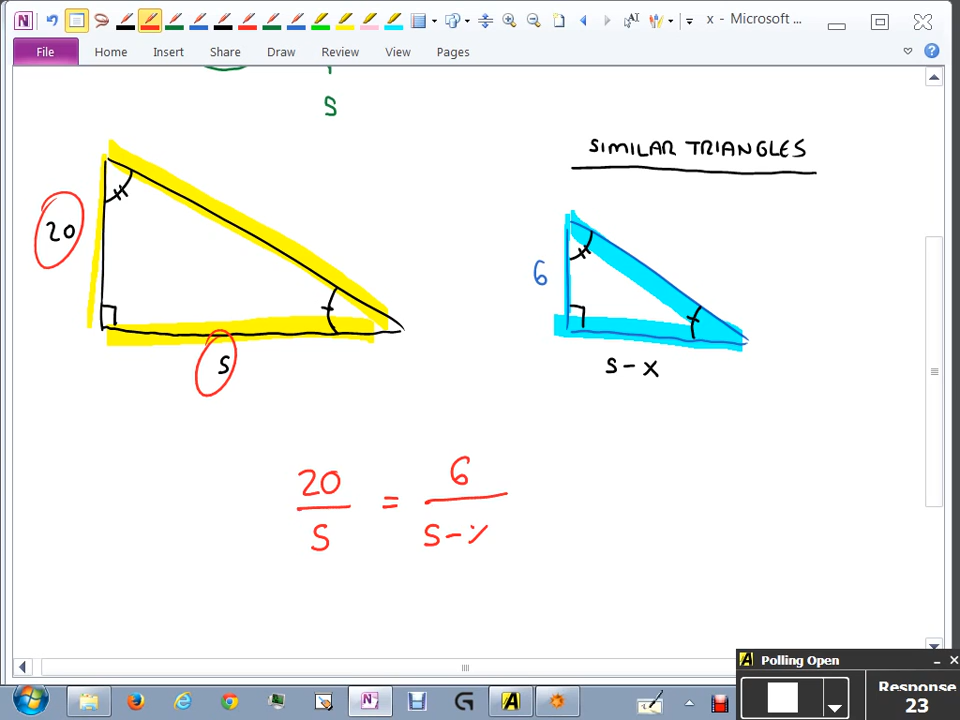 x - Microsoft ...
File Home Insert Share Draw Review View Pages
S
SIMILAR TRIANGLES
20
6
S
S - X
20/S = 6/(S-X)
Polling Open
Response
23